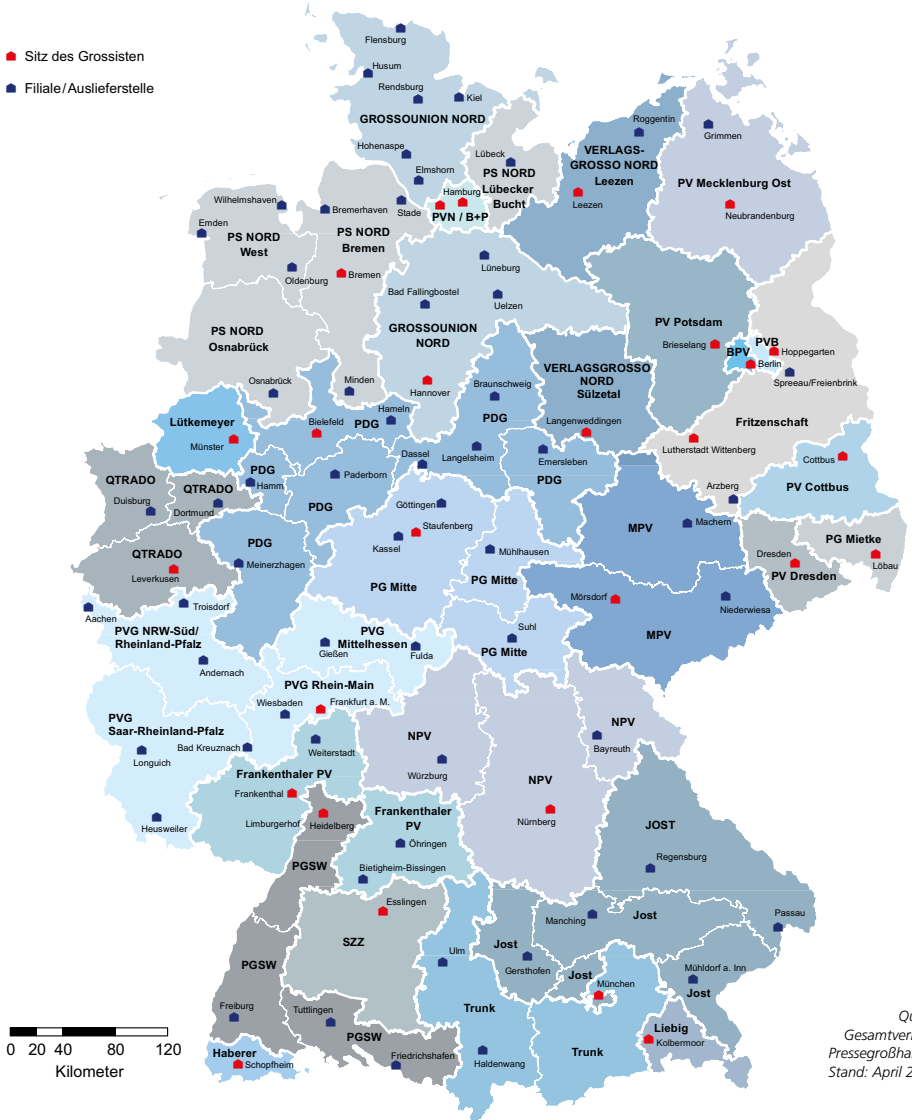 Sitz des Grossisten
Filiale/Auslieferstelle
Flensburg
Husum
Rendsburg
Kiel
GROSSOUNION NORD
Hohenaspe
Elmshorn
Lübeck
PS NORD
Lübecker
Bucht
Roggentin
VERLAGS-
GROSSO NORD
Leezen
Leezen
Grimmen
PV Mecklenburg Ost
Neubrandenburg
Hamburg
PVN / B+P
Stade
Wilhelmshaven
Emden
PS NORD
West
Oldenburg
Bremerhaven
PS NORD
Bremen
Bremen
Lüneburg
Bad Fallingbostel
Uelzen
GROSSOUNION
NORD
Hannover
PS NORD
Osnabrück
Osnabrück
Minden
PV Potsdam
Brieselang
BPV
PVB
Hoppegarten
Berlin
Spreeau/Freienbrink
Fritzenschaft
Lutherstadt Wittenberg
Arzberg
Cottbus
PV Cottbus
VERLAGSGROSSO
NORD
Sülzetal
Langenweddingen
Braunschweig
PDG
Langelsheim
Emersleben
PDG
Hameln
Bielefeld
PDG
Dassel
Lütkemeyer
Münster
PDG
Hamm
Paderborn
PDG
QTRADO
Duisburg
QTRADO
Dortmund
QTRADO
Leverkusen
PDG
Meinerzhagen
Göttingen
Staufenberg
Kassel
PG Mitte
Mühlhausen
PG Mitte
Suhl
PG Mitte
MPV
Machern
Mörsdorf
Niederwiesa
MPV
Dresden
PV Dresden
PG Mietke
Löbau
Aachen
Troisdorf
PVG NRW-Süd/
Rheinland-Pfalz
Andernach
PVG
Mittelhessen
Gießen
Fulda
PVG Rhein-Main
Wiesbaden
Frankfurt a. M.
PVG
Saar-Rheinland-Pfalz
Longuich
Bad Kreuznach
Heusweiler
Weiterstadt
Frankenthaler PV
Frankenthal
Limburgerhof
Heidelberg
PGSW
NPV
Würzburg
NPV
Nürnberg
NPV
Bayreuth
Frankenthaler
PV
Öhringen
Bietigheim-Bissingen
Esslingen
SZZ
JOST
Regensburg
Jost
Manching
Passau
Jost
Gersthofen
Jost
München
Mühldorf a. Inn
Jost
Ulm
Trunk
Haldenwang
Trunk
Liebig
Kolbermoor
PGSW
Freiburg
Tuttlingen
PGSW
Friedrichshafen
Haberer
Schopfheim
0 20 40 80 120
Kilometer
Stand: April